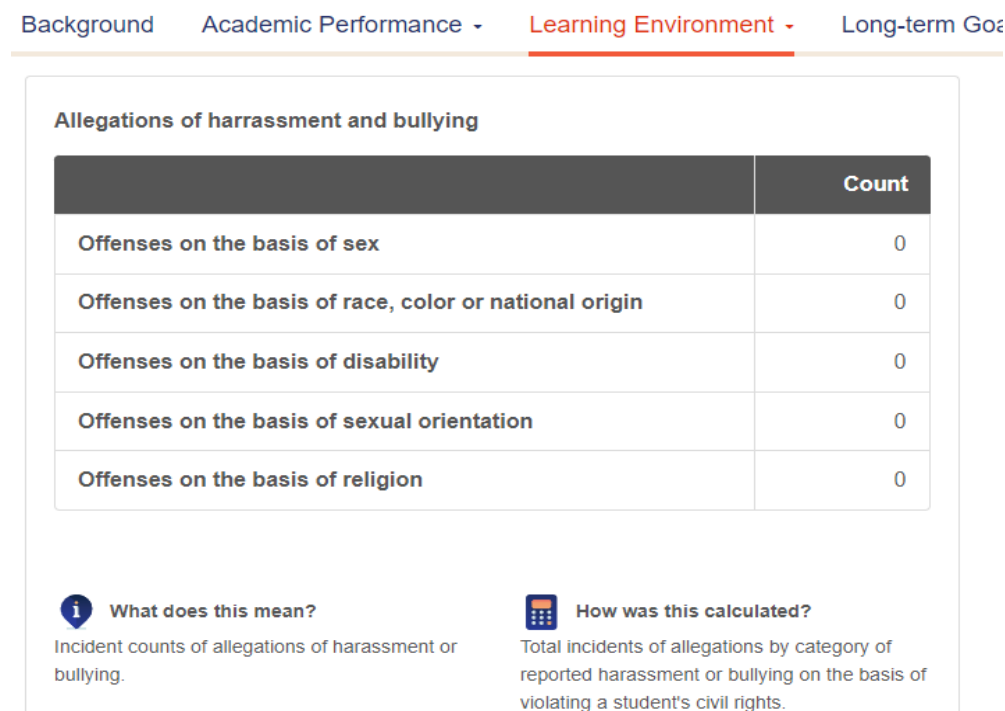 Background Academic Performance Learning Environment Long-term Goa
Allegations of harrassment and bullying
Count
Offenses on the basis of sex 0
Offenses on the basis of race, color or national origin 0
Offenses on the basis of disability 0
Offenses on the basis of sexual orientation 0
Offenses on the basis of religion 0
What does this mean?
Incident counts of allegations of harassment or
bullying.
How was this calculated?
Total incidents of allegations by category of
reported harassment or bullying on the basis of
violating a student's civil rights.